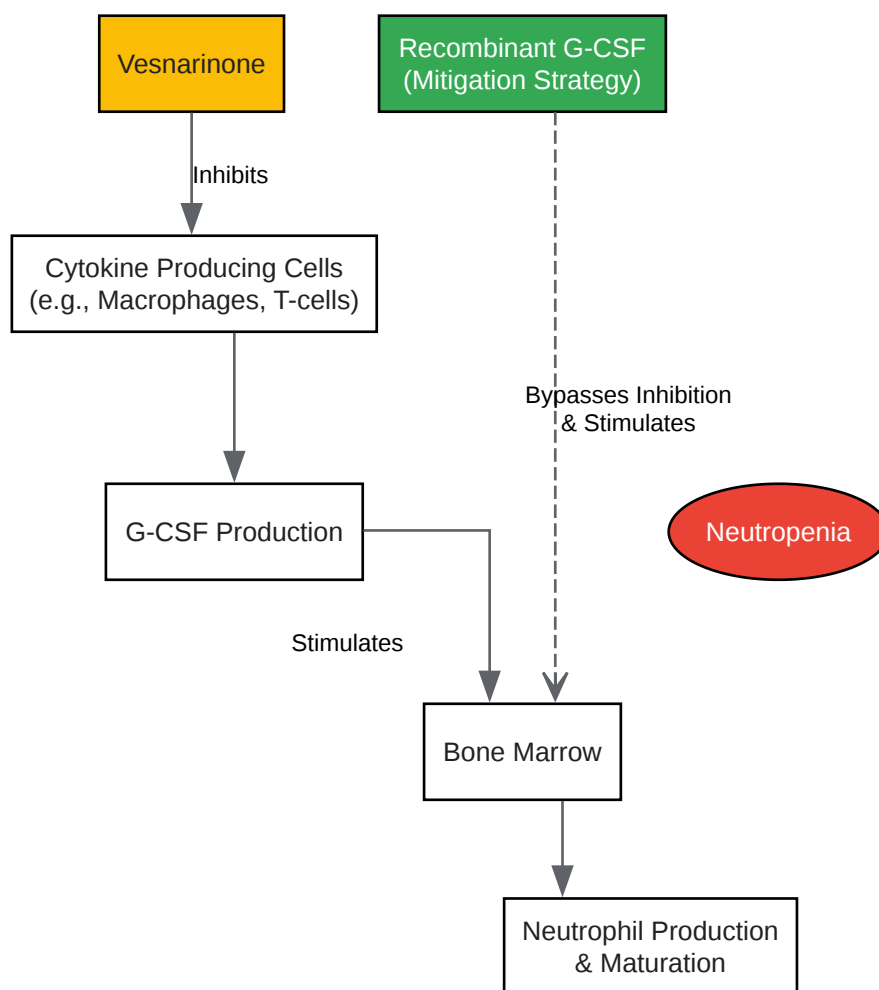 Vesnarinone
Recombinant G-CSF
(Mitigation Strategy)
Inhibits
Cytokine Producing Cells
(e.g., Macrophages, T-cells)
Bypasses Inhibition
& Stimulates
G-CSF Production
Neutropenia
Stimulates
Bone Marrow
Neutrophil Production
& Maturation